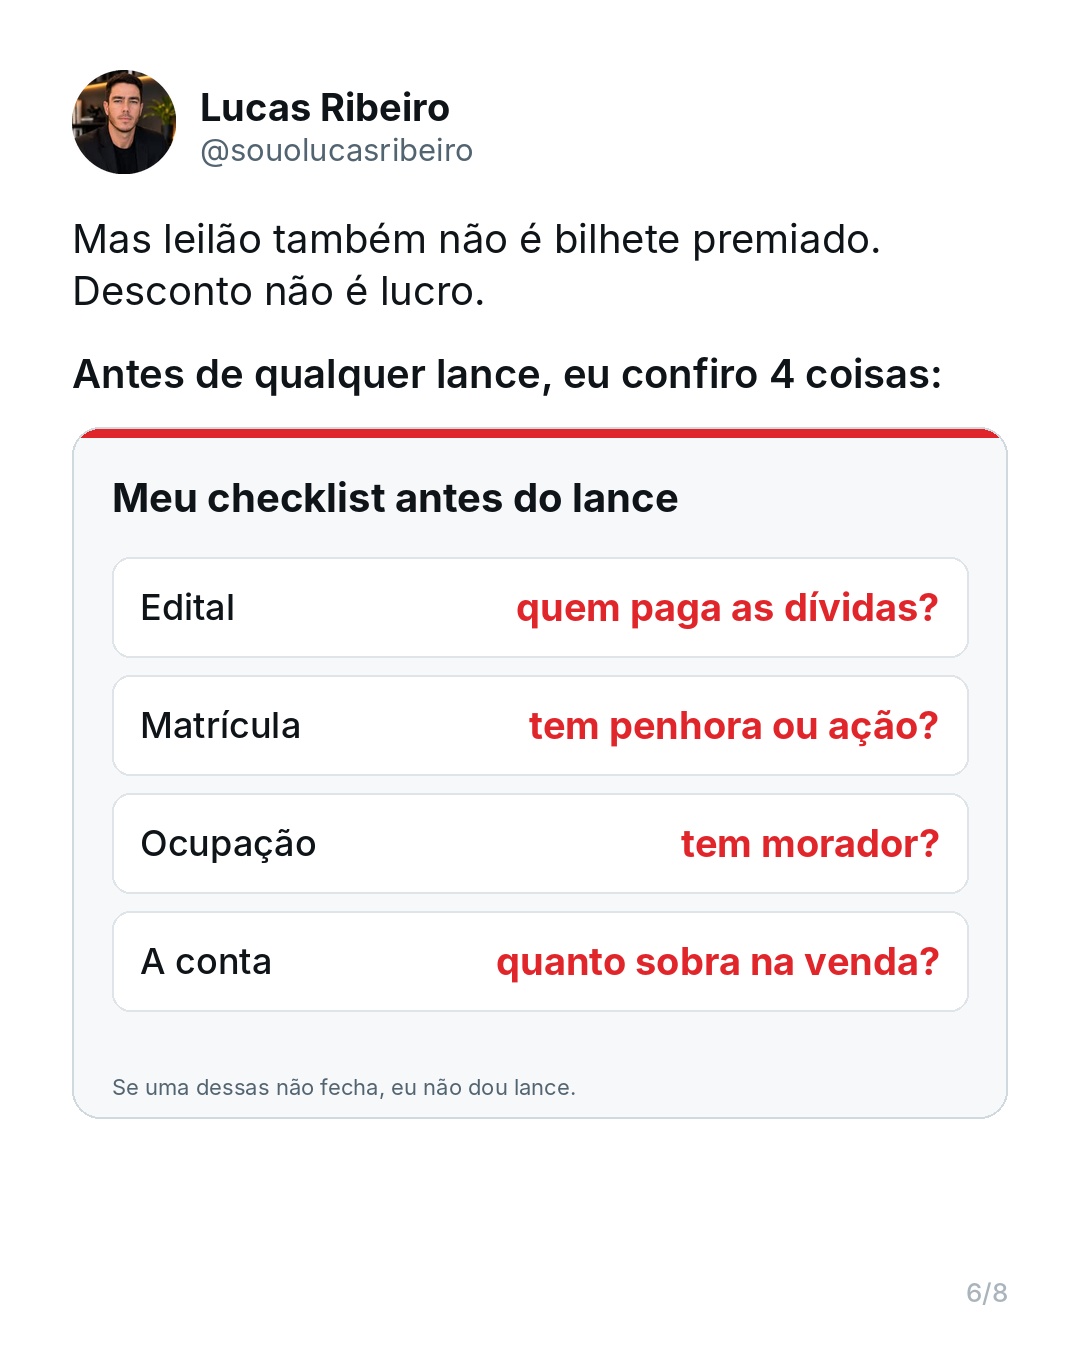 Lucas Ribeiro
@souolucasribeiro
Mas leilão também não é bilhete premiado.
Desconto não é lucro.
Antes de qualquer lance, eu confiro 4 coisas:
Meu checklist antes do lance
Edital quem paga as dívidas?
Matrícula tem penhora ou ação?
Ocupação tem morador?
A conta quanto sobra na venda?
Se uma dessas não fecha, eu não dou lance.
6/8